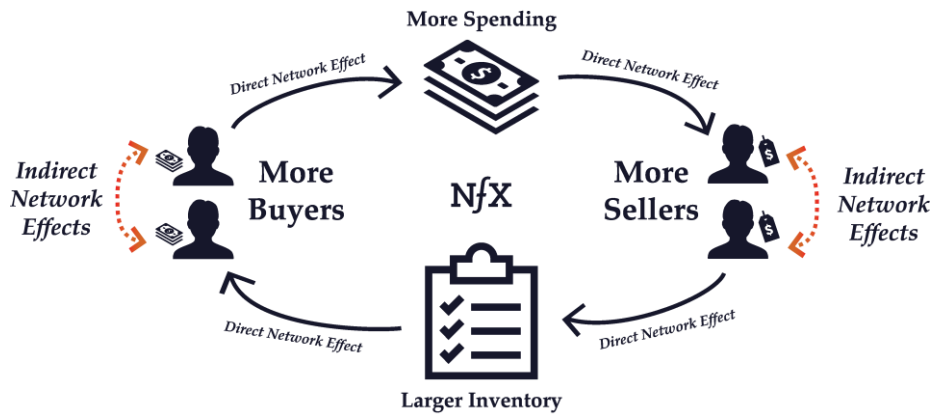 More Spending
Direct Network Effect
Direct Network Effect
$
Indirect
Network
Effects
More
Buyers
NfX
More
Sellers
$
$
Indirect
Network
Effects
Direct Network Effect
Direct Network Effect
Larger Inventory